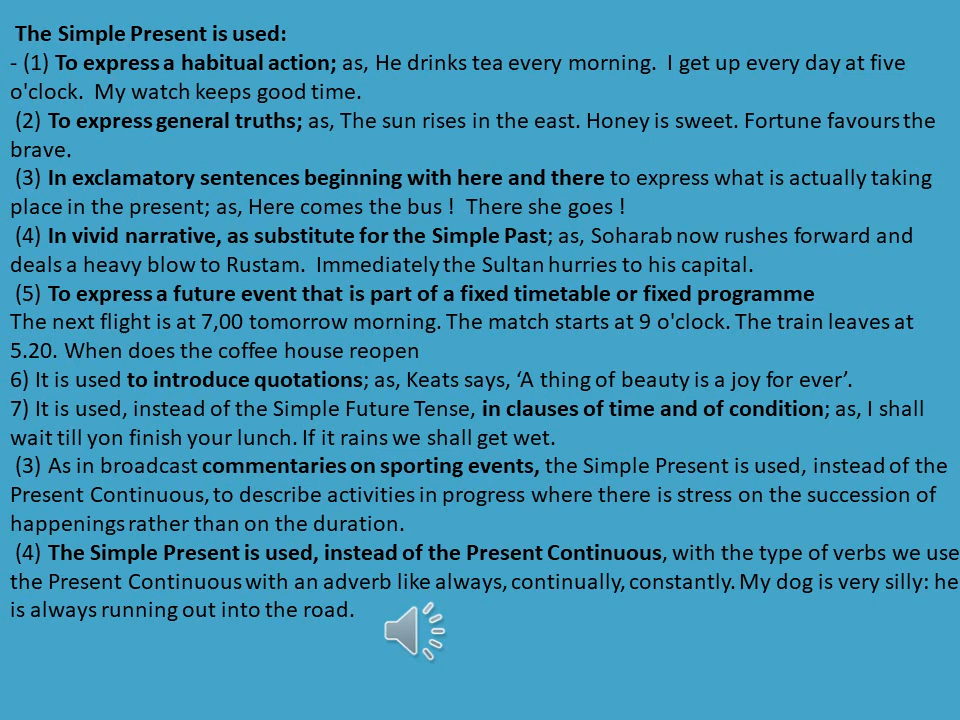 The Simple Present is used:
- (1) To express a habitual action; as, He drinks tea every morning. I get up every day at five
o'clock. My watch keeps good time.
(2) To express general truths; as, The sun rises in the east. Honey is sweet. Fortune favours the
brave.
(3) In exclamatory sentences beginning with here and there to express what is actually taking
place in the present; as, Here comes the bus ! There she goes !
(4) In vivid narrative, as substitute for the Simple Past; as, Soharab now rushes forward and
deals a heavy blow to Rustam. Immediately the Sultan hurries to his capital.
(5) To express a future event that is part of a fixed timetable or fixed programme
The next flight is at 7,00 tomorrow morning. The match starts at 9 o'clock. The train leaves at
5.20. When does the coffee house reopen
6) It is used to introduce quotations; as, Keats says, ‘A thing of beauty is a joy for ever’.
7) It is used, instead of the Simple Future Tense, in clauses of time and of condition; as, I shall
wait till yon finish your lunch. If it rains we shall get wet.
(3) As in broadcast commentaries on sporting events, the Simple Present is used, instead of the
Present Continuous, to describe activities in progress where there is stress on the succession of
happenings rather than on the duration.
(4) The Simple Present is used, instead of the Present Continuous, with the type of verbs we use
the Present Continuous with an adverb like always, continually, constantly. My dog is very silly: he
is always running out into the road.